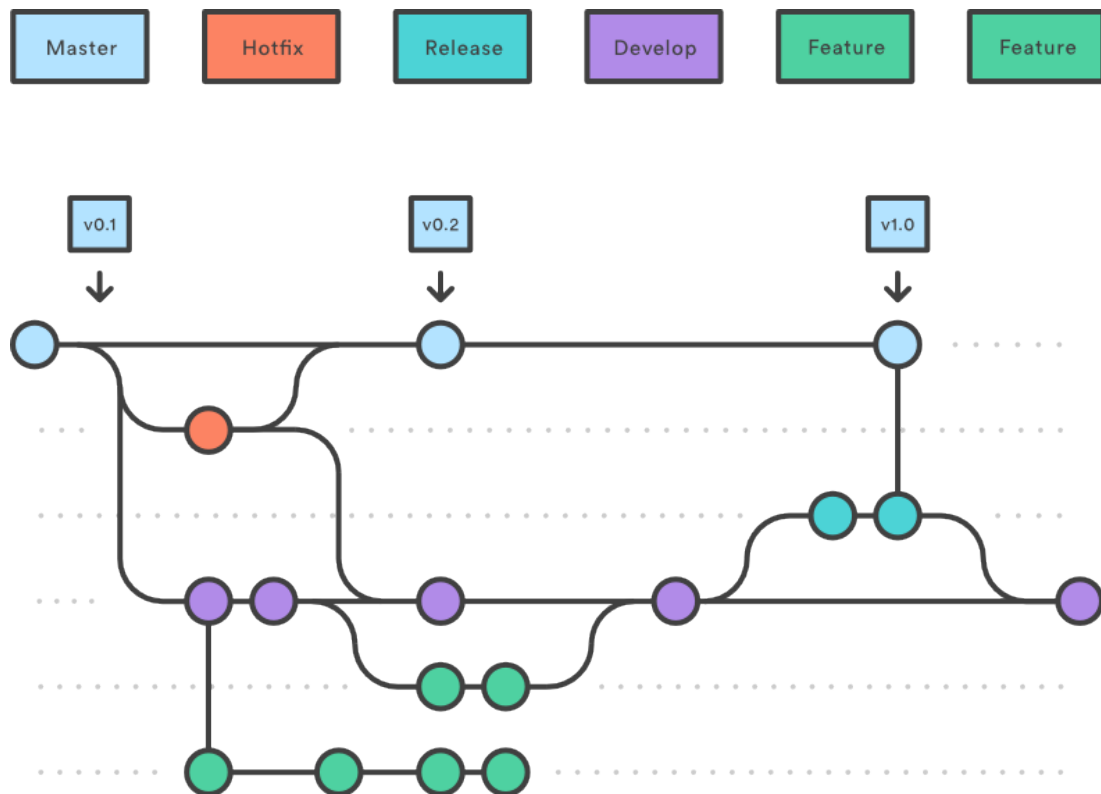 Master
Hotfix
Release
Develop
Feature
Feature
v0.1
v0.2
v1.0